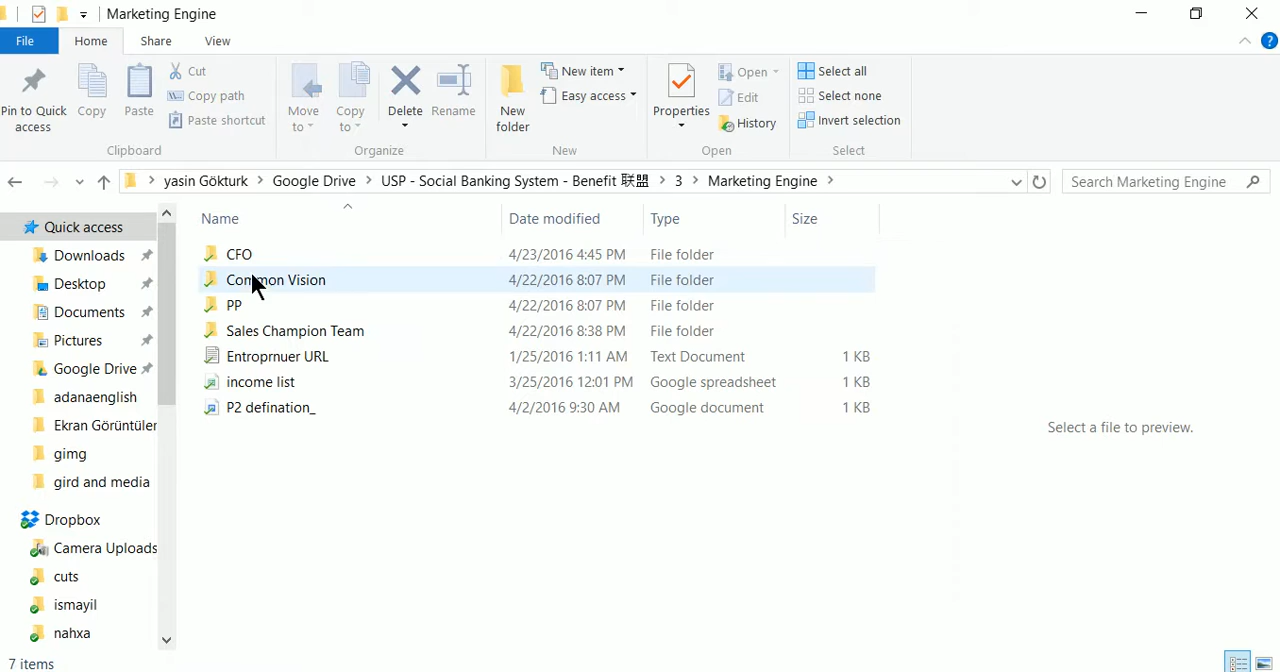 Marketing Engine
File Home Share View
Pin to Quick access
Copy
Paste
Cut
Copy path
Paste shortcut
Clipboard
Move to
Copy to
Delete
Rename
Organize
New folder
New item
Easy access
New
Properties
Open
Edit
History
Open
Select all
Select none
Invert selection
Select
yasin Gökturk > Google Drive > USP - Social Banking System - Benefit 联盟 > 3 > Marketing Engine >
Search Marketing Engine
Quick access
Downloads
Desktop
Documents
Pictures
Google Drive
adanaenglish
Ekran Görüntüler
gimg
gird and media
Dropbox
Camera Uploads
cuts
ismayil
nahxa
Name Date modified Type Size
CFO 4/23/2016 4:45 PM File folder
Common Vision 4/22/2016 8:07 PM File folder
PP 4/22/2016 8:07 PM File folder
Sales Champion Team 4/22/2016 8:38 PM File folder
Entroprnuer URL 1/25/2016 1:11 AM Text Document 1 KB
income list 3/25/2016 12:01 PM Google spreadsheet 1 KB
P2 defination_ 4/2/2016 9:30 AM Google document 1 KB
Select a file to preview.
7 items